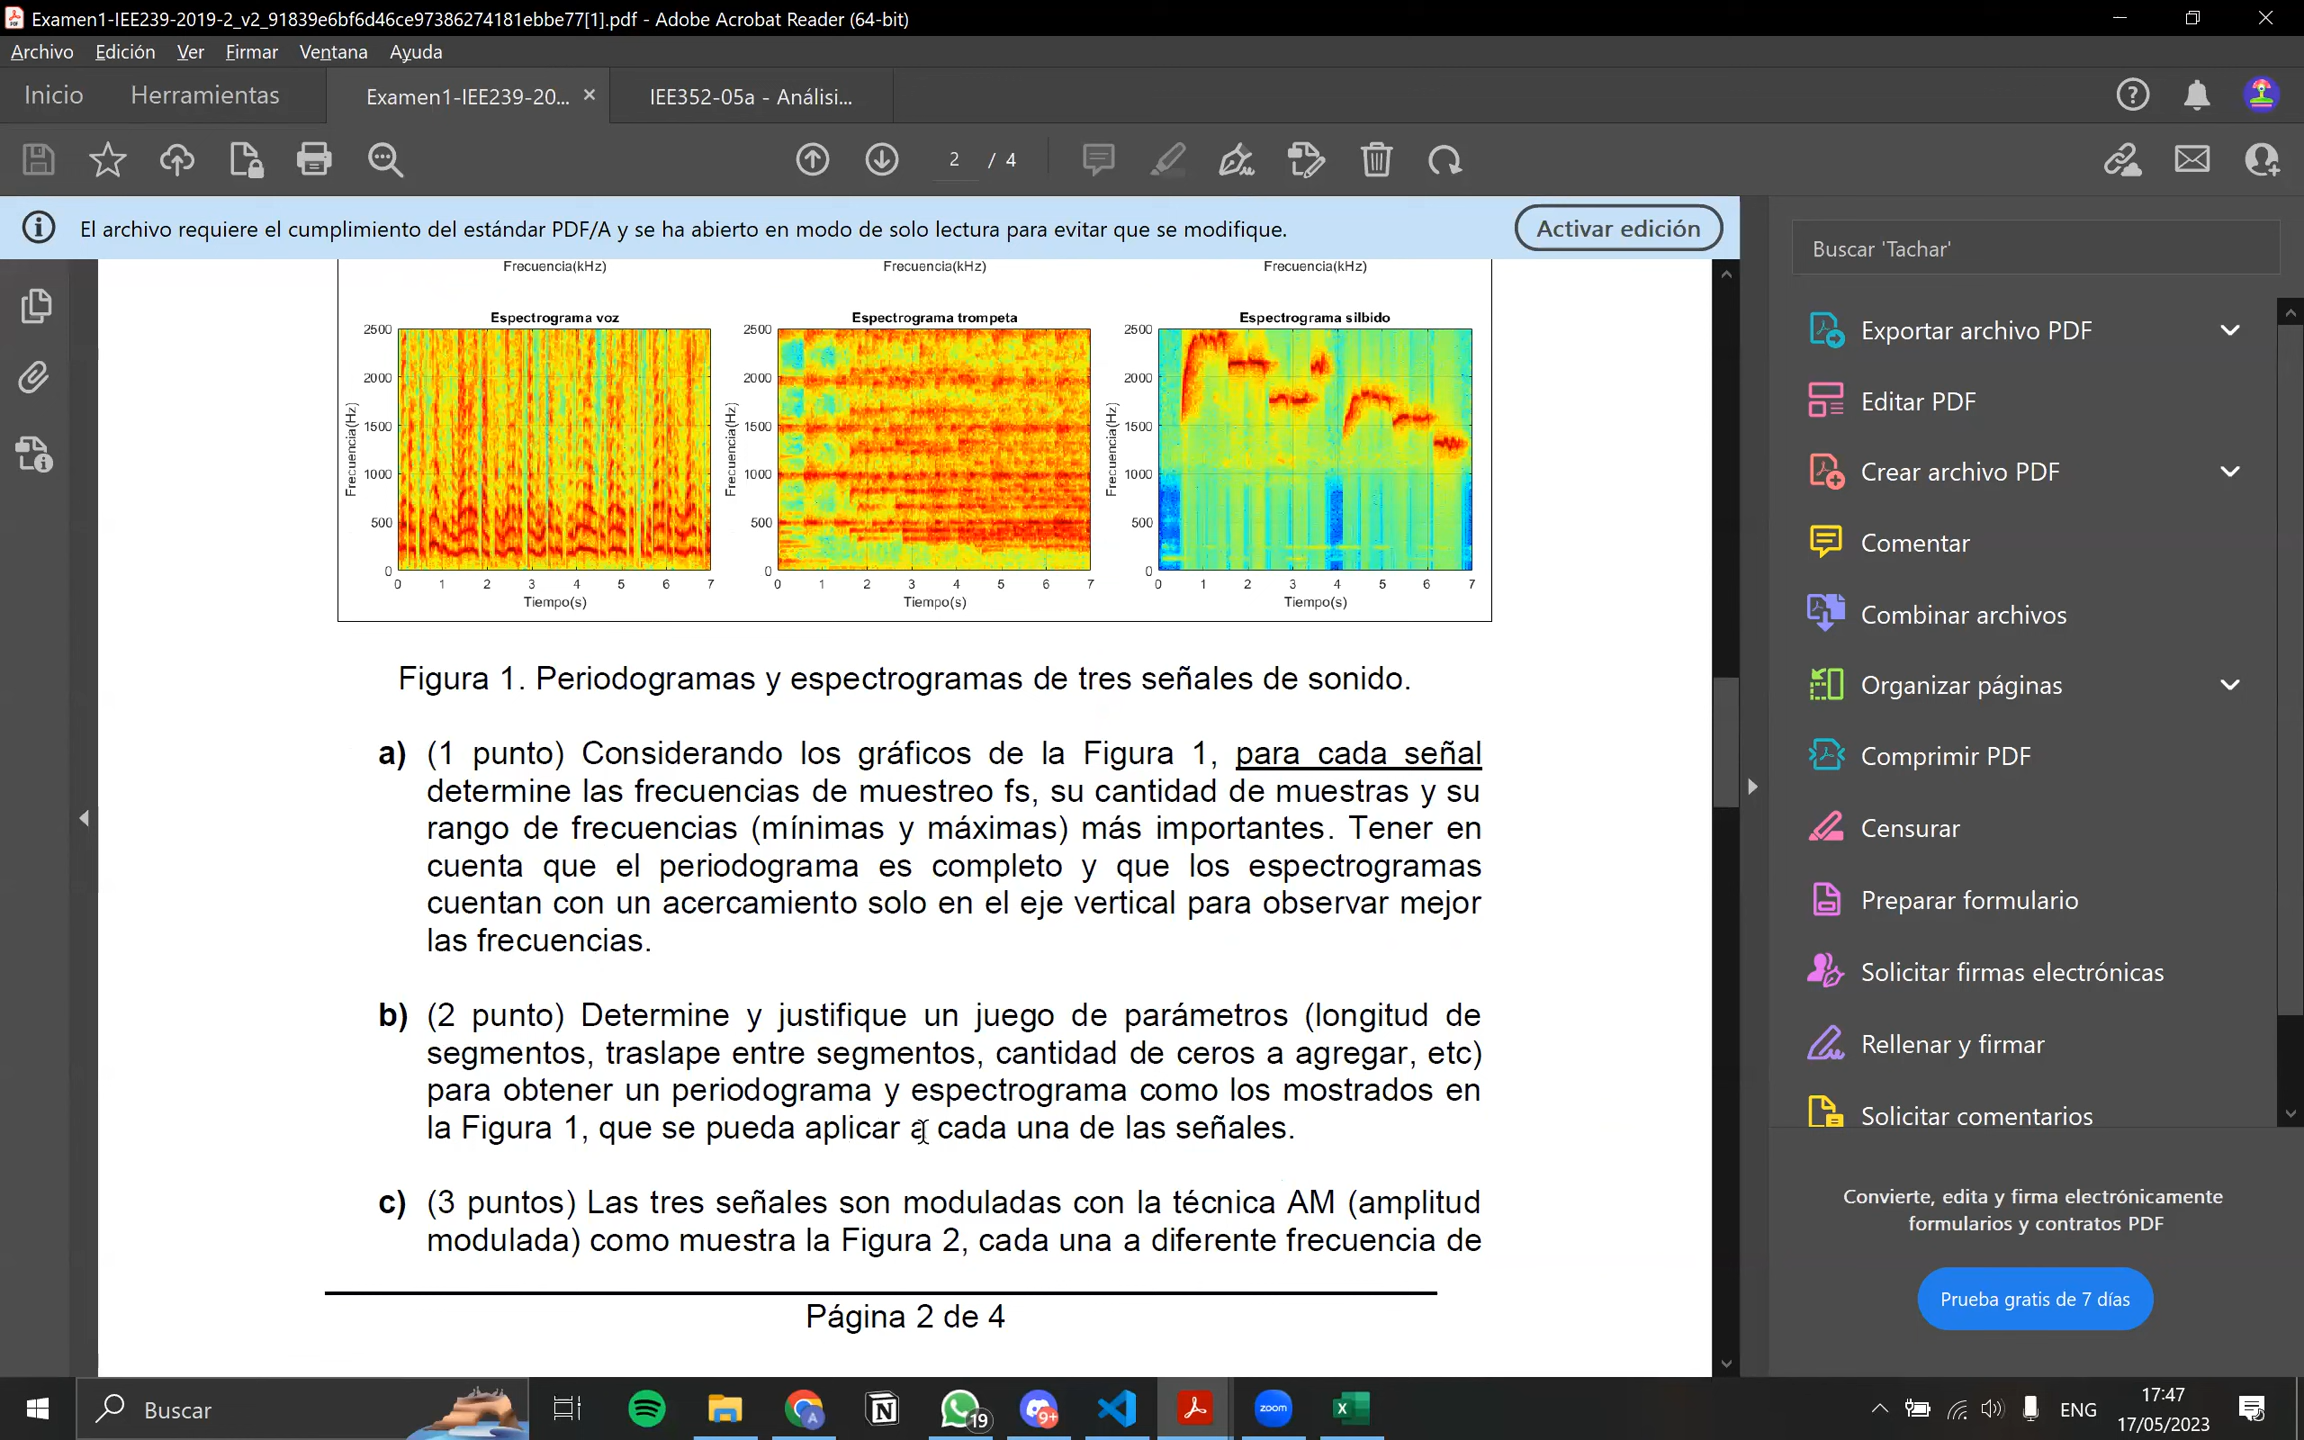 Examen1-IEE239-2019-2_v2_91839e6bf6d46ce97386274181ebbe77[1].pdf - Adobe Acrobat Reader (64-bit)
Archivo Edición Ver Firmar Ventana Ayuda
Inicio Herramientas Examen1-IEE239-20... × IEE352-05a - Análisi...
2 / 4
El archivo requiere el cumplimiento del estándar PDF/A y se ha abierto en modo de solo lectura para evitar que se modifique.
Activar edición
Frecuencia(kHz) Frecuencia(kHz) Frecuencia(kHz)
Espectrograma voz
2500
2000
1500
1000
500
0
Frecuencia(Hz)
0 1 2 3 4 5 6 7
Tiempo(s)
Espectrograma trompeta
2500
2000
1500
1000
500
0
Frecuencia(Hz)
0 1 2 3 4 5 6 7
Tiempo(s)
Espectrograma silbido
2500
2000
1500
1000
500
0
Frecuencia(Hz)
0 1 2 3 4 5 6 7
Tiempo(s)
Figura 1. Periodogramas y espectrogramas de tres señales de sonido.
a) (1 punto) Considerando los gráficos de la Figura 1, para cada señal
determine las frecuencias de muestreo fs, su cantidad de muestras y su
rango de frecuencias (mínimas y máximas) más importantes. Tener en
cuenta que el periodograma es completo y que los espectrogramas
cuentan con un acercamiento solo en el eje vertical para observar mejor
las frecuencias.
b) (2 punto) Determine y justifique un juego de parámetros (longitud de
segmentos, traslape entre segmentos, cantidad de ceros a agregar, etc)
para obtener un periodograma y espectrograma como los mostrados en
la Figura 1, que se pueda aplicar a cada una de las señales.
c) (3 puntos) Las tres señales son moduladas con la técnica AM (amplitud
modulada) como muestra la Figura 2, cada una a diferente frecuencia de
Página 2 de 4
Buscar 'Tachar'
Exportar archivo PDF
Editar PDF
Crear archivo PDF
Comentar
Combinar archivos
Organizar páginas
Comprimir PDF
Censurar
Preparar formulario
Solicitar firmas electrónicas
Rellenar y firmar
Solicitar comentarios
Convierte, edita y firma electrónicamente
formularios y contratos PDF
Prueba gratis de 7 días
Buscar
19
9+
zoom
ENG
17:47
17/05/2023